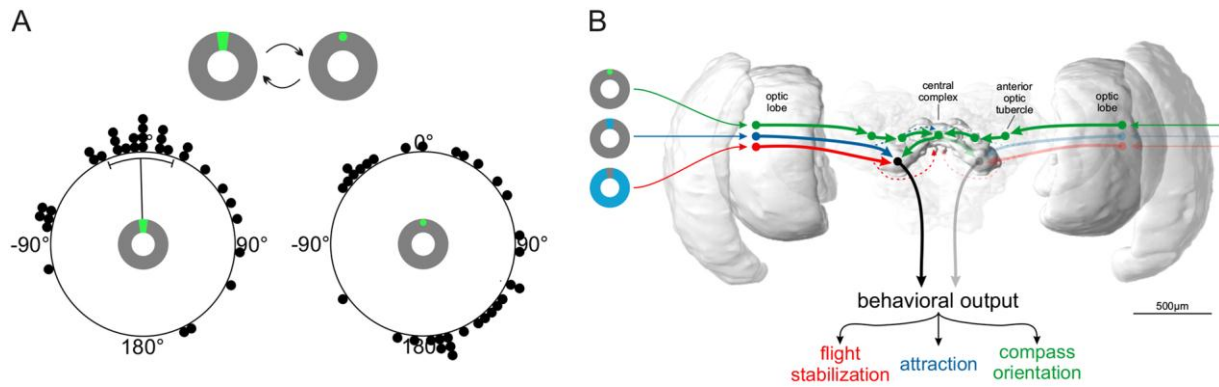 A
B
0°
-90°
90°
180°
-90°
90°
180°
optic
lobe
central
complex
anterior
optic
tubercle
optic
lobe
behavioral output
500µm
flight
stabilization
attraction
compass
orientation